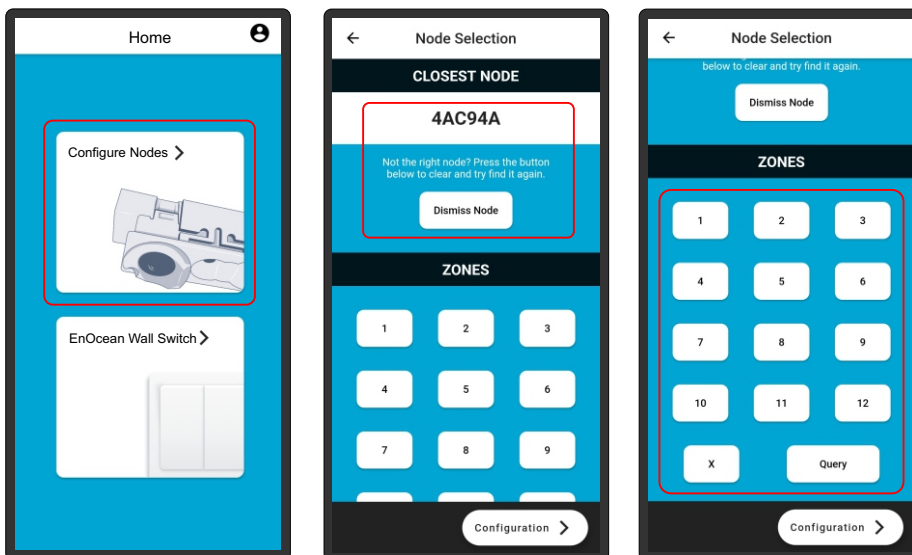 Home
Configure Nodes
EnOcean Wall Switch
Node Selection
CLOSEST NODE
4AC94A
Not the right node? Press the button
below to clear and try find it again.
Dismiss Node
ZONES
1 2 3
4 5 6
7 8 9
Configuration
Node Selection
below to clear and try find it again.
Dismiss Node
ZONES
1 2 3
4 5 6
7 8 9
10 11 12
X Query
Configuration